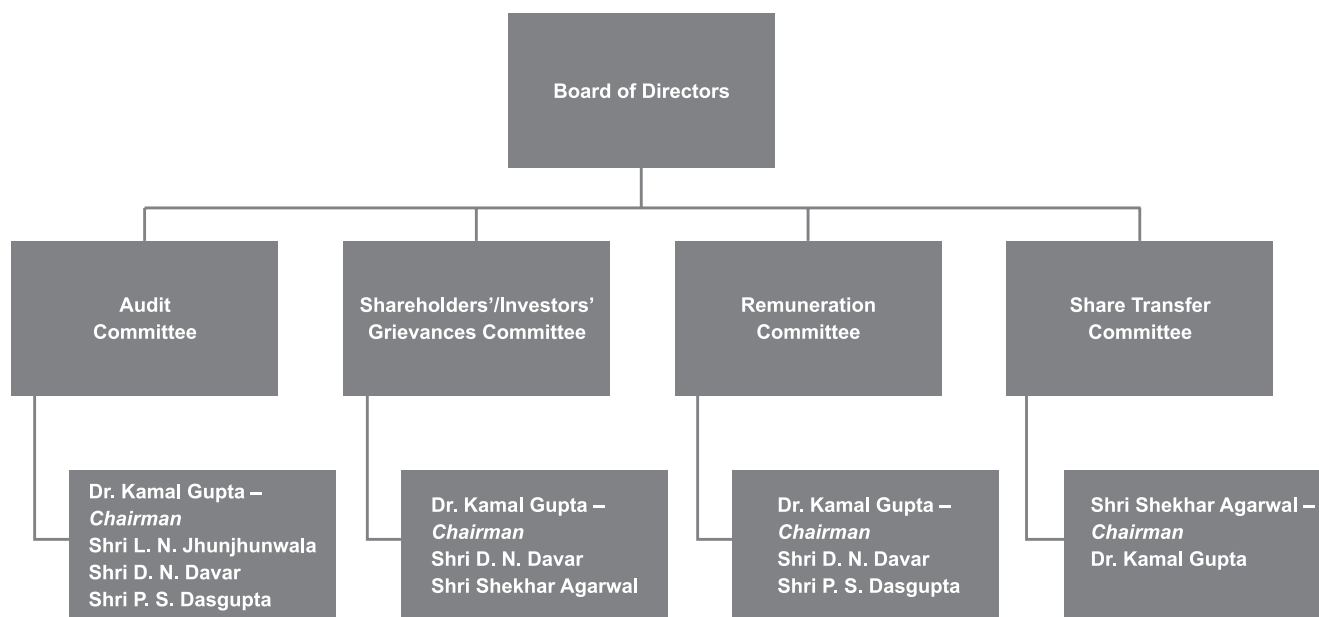 Board of Directors
Audit
Committee
Shareholders’/Investors’
Grievances Committee
Remuneration
Committee
Share Transfer
Committee
Dr. Kamal Gupta –
Chairman
Shri L. N. Jhunjhunwala
Shri D. N. Davar
Shri P. S. Dasgupta
Dr. Kamal Gupta –
Chairman
Shri D. N. Davar
Shri Shekhar Agarwal
Dr. Kamal Gupta –
Chairman
Shri D. N. Davar
Shri P. S. Dasgupta
Shri Shekhar Agarwal –
Chairman
Dr. Kamal Gupta